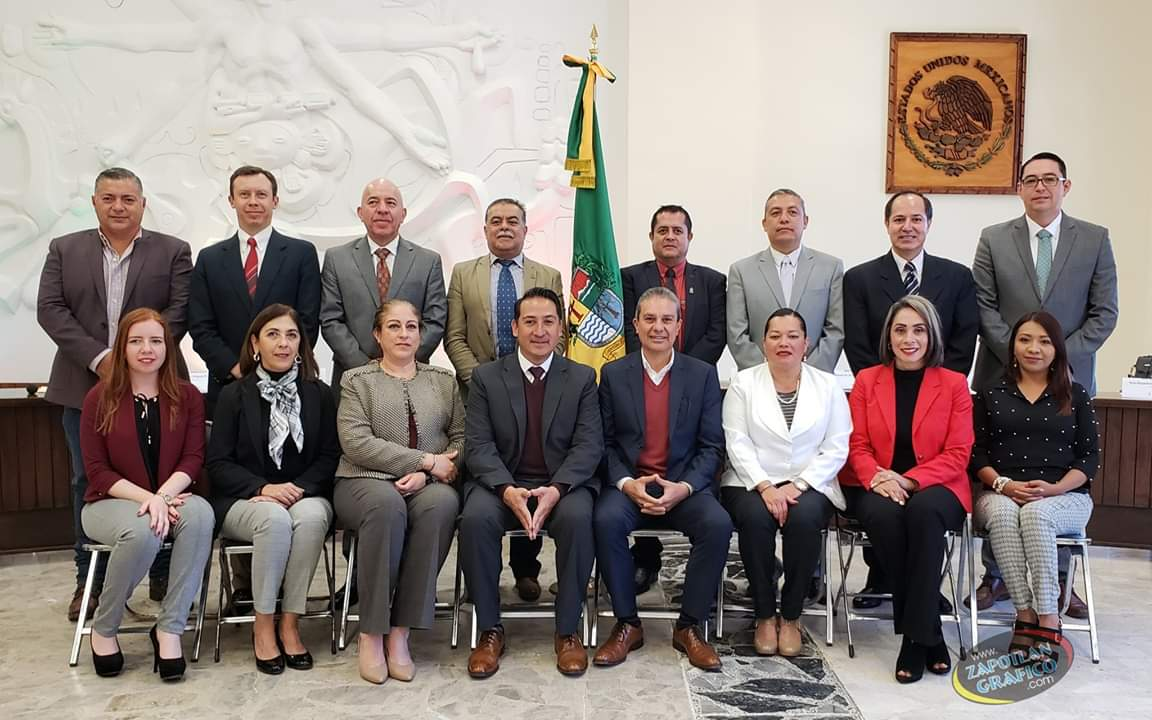 ESTADOS UNIDOS MEXICANOS
www.
ZAPOTLAN
GRAFICO
.com